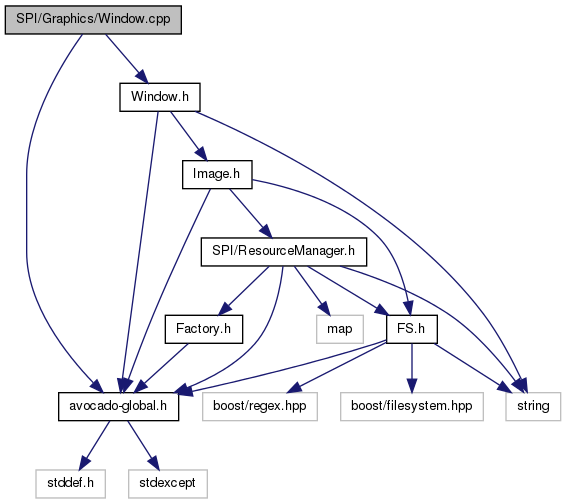 SPI/Graphics/Window.cpp
Window.h
Image.h
SPI/ResourceManager.h
Factory.h
map
FS.h
avocado-global.h
boost/regex.hpp
boost/filesystem.hpp
string
stddef.h
stdexcept